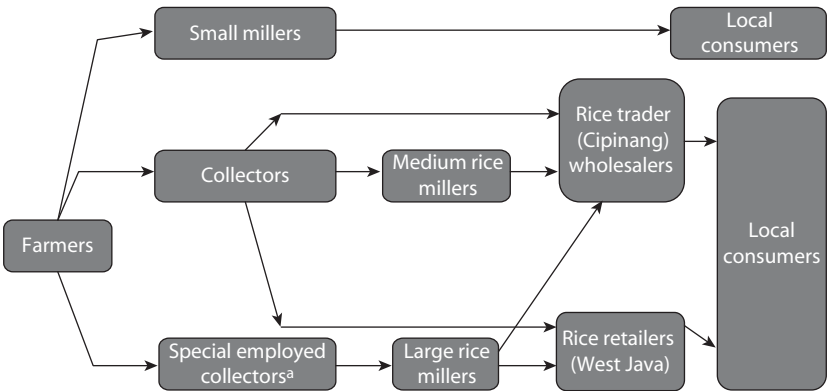 Small millers
Local
consumers
Rice trader
(Cipinang)
wholesalers
Collectors
Medium rice
millers
Farmers
Local
consumers
Special employed
collectorsᵃ
Large rice
millers
Rice retailers
(West Java)